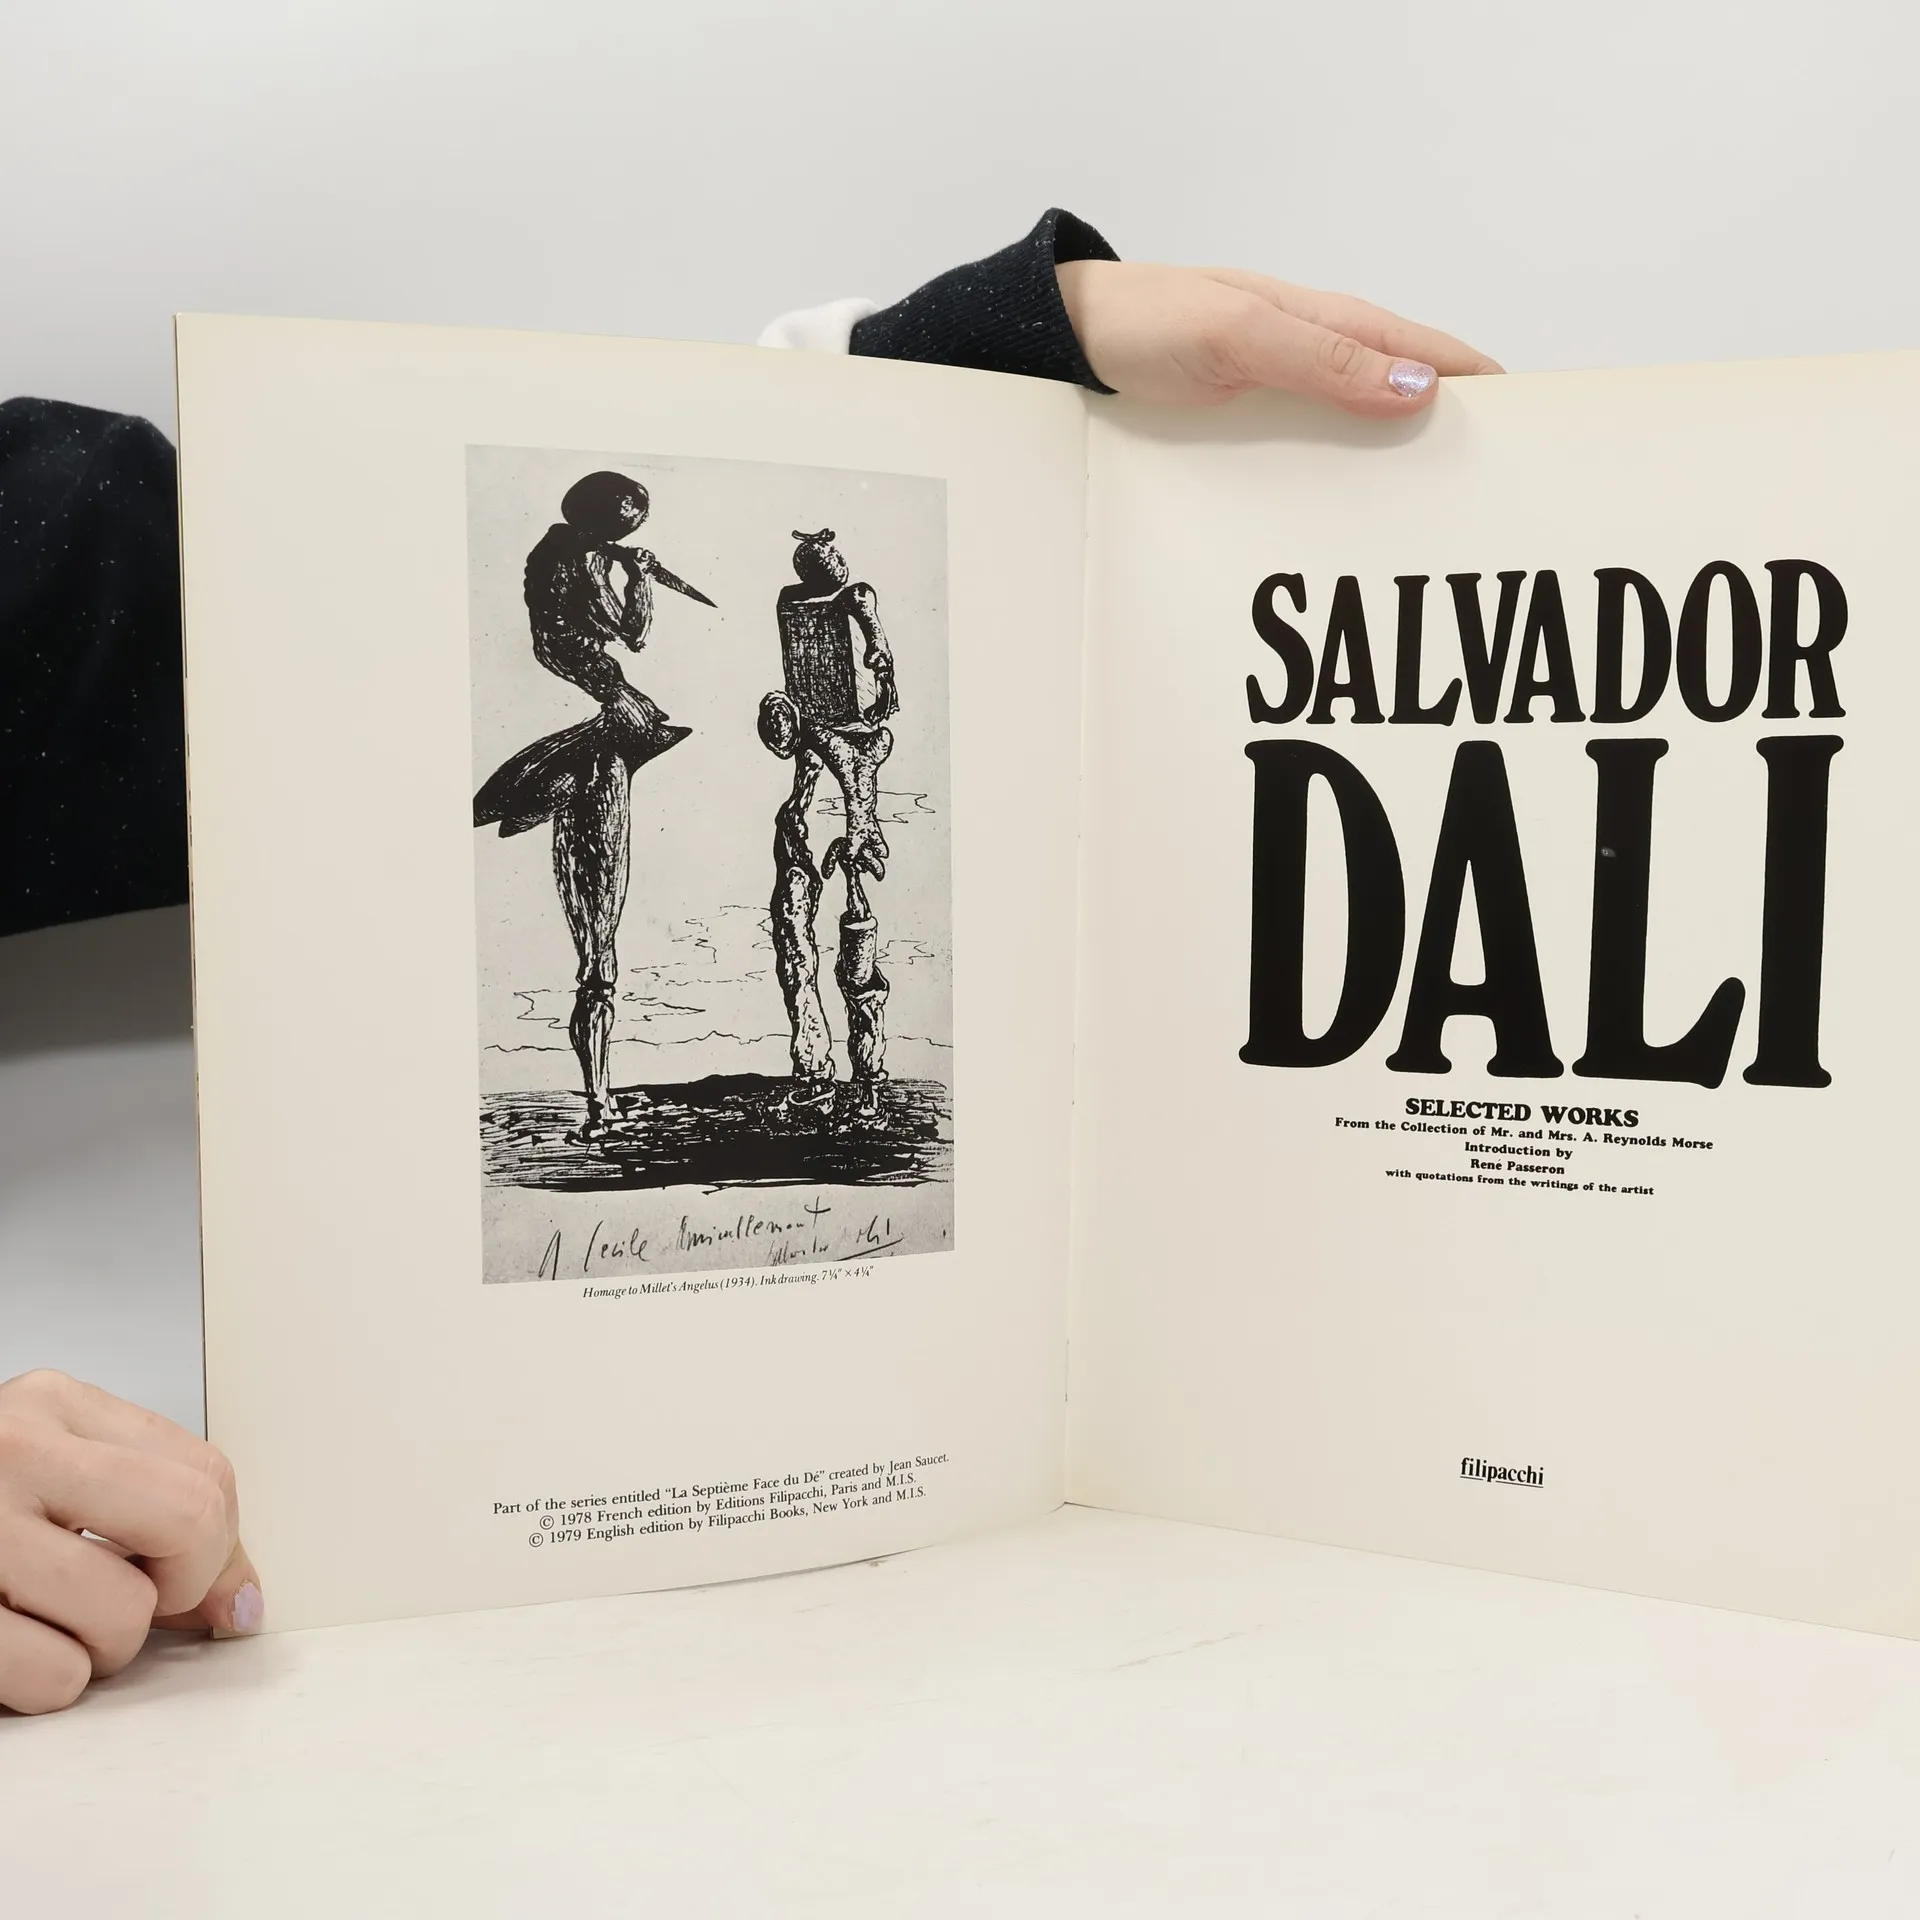 A Cecile Amicallement
Homage to Millet's Angelus (1934). Ink drawing. 7¼" × 4¼"
Part of the series entitled “La Septième Face du Dé” created by Jean Saucet.
© 1978 French edition by Editions Filipacchi, Paris and M.I.S.
© 1979 English edition by Filipacchi Books, New York and M.I.S.
SALVADOR
DALI
SELECTED WORKS
From the Collection of Mr. and Mrs. A. Reynolds Morse
Introduction by
René Passeron
with quotations from the writings of the artist
filipacchi